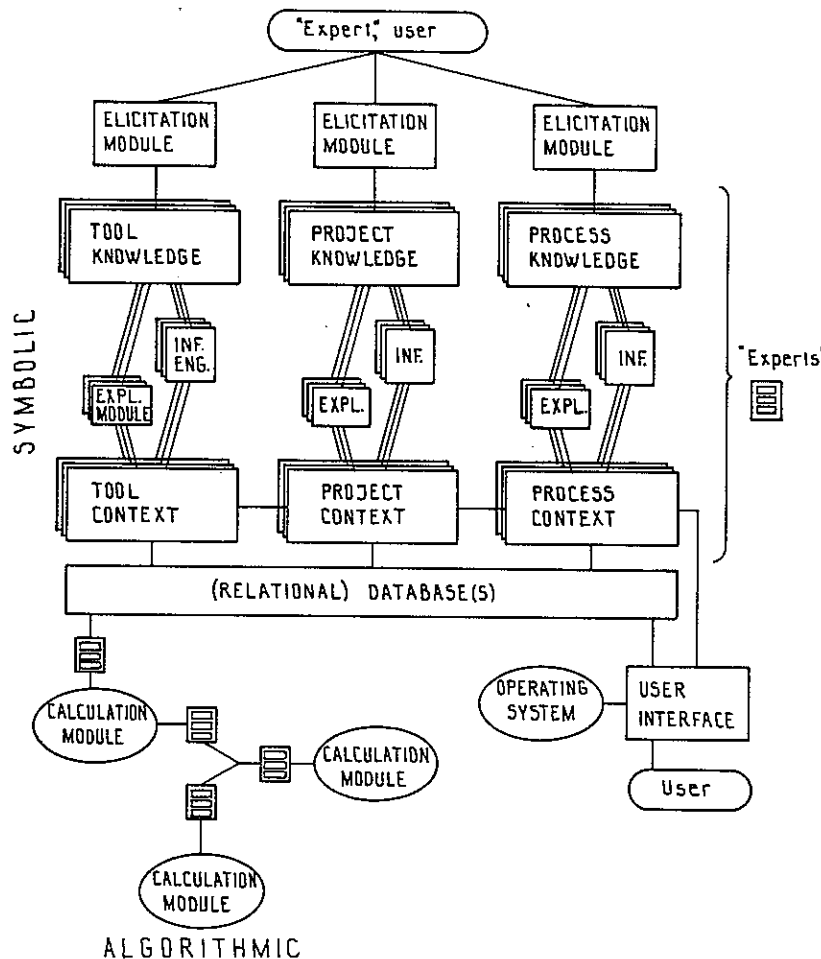 "Expert," user
ELICITATION
MODULE
ELICITATION
MODULE
ELICITATION
MODULE
TOOL
KNOWLEDGE
PROJECT
KNOWLEDGE
PROCESS
KNOWLEDGE
SYMBOLIC
INF.
ENG.
EXPL.
MODULE
INF.
EXPL.
INF.
EXPL.
"Experts"
TOOL
CONTEXT
PROJECT
CONTEXT
PROCESS
CONTEXT
(RELATIONAL) DATABASE(S)
CALCULATION
MODULE
CALCULATION
MODULE
CALCULATION
MODULE
OPERATING
SYSTEM
USER
INTERFACE
User
ALGORITHMIC